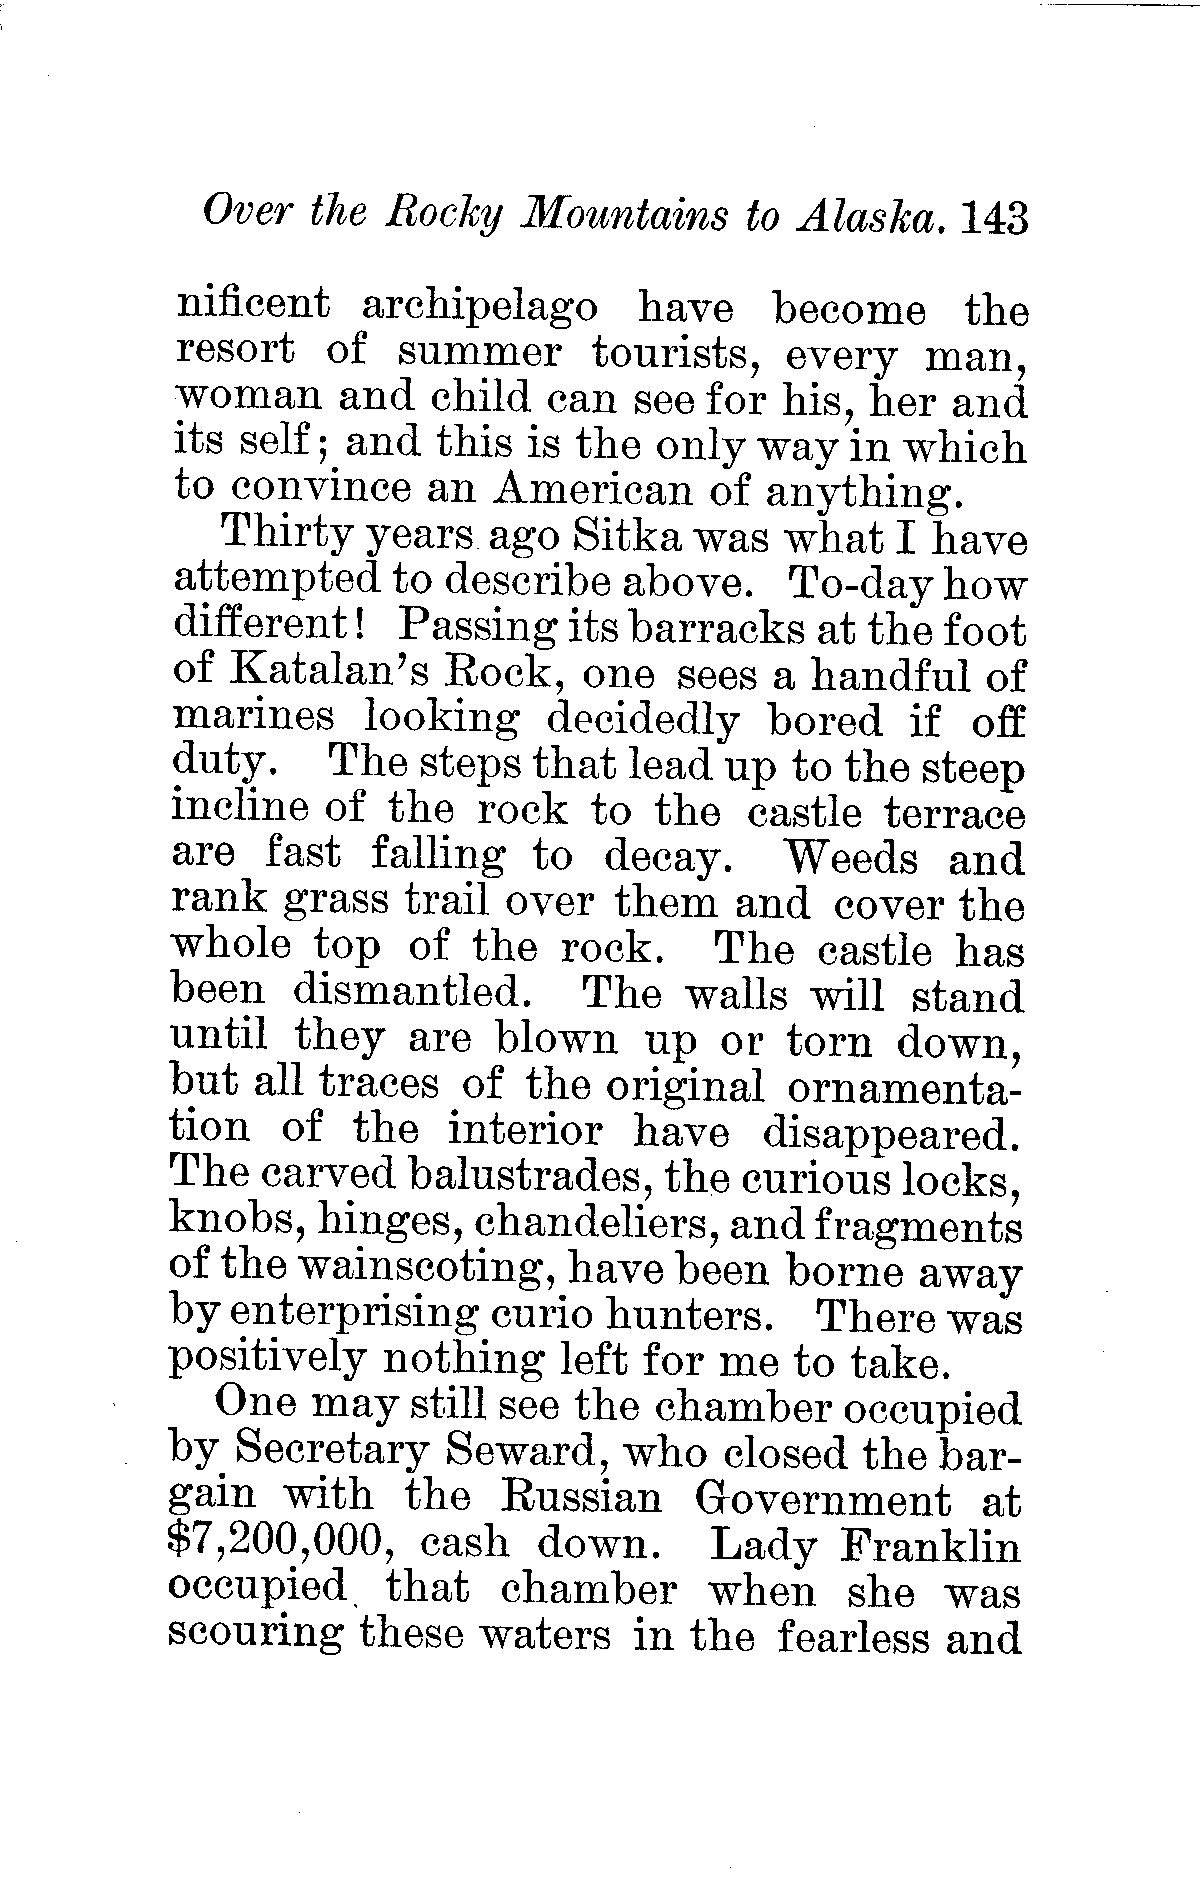 Over the Rocky Mountains to Alaska. 143
nificent archipelago have become the
resort of summer tourists, every man,
woman and child can see for his, her and
its self; and this is the only way in which
to convince an American of anything.
Thirty years ago Sitka was what I have
attempted to describe above. To-day how
different! Passing its barracks at the foot
of Katalan's Rock, one sees a handful of
marines looking decidedly bored if off
duty. The steps that lead up to the steep
incline of the rock to the castle terrace
are fast falling to decay. Weeds and
rank grass trail over them and cover the
whole top of the rock. The castle has
been dismantled. The walls will stand
until they are blown up or torn down,
but all traces of the original ornamenta-
tion of the interior have disappeared.
The carved balustrades, the curious locks,
knobs, hinges, chandeliers, and fragments
of the wainscoting, have been borne away
by enterprising curio hunters. There was
positively nothing left for me to take.
One may still see the chamber occupied
by Secretary Seward, who closed the bar-
gain with the Russian Government at
$7,200,000, cash down. Lady Franklin
occupied that chamber when she was
scouring these waters in the fearless and